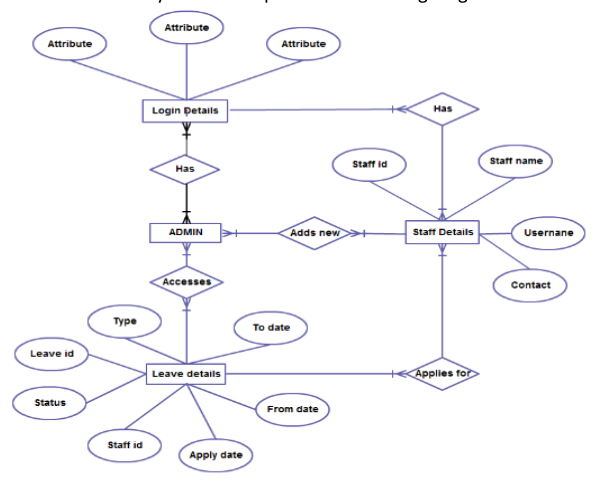 Attribute
Attribute
Attribute
Login Details
Has
Has
Staff id
Staff name
ADMIN
Adds new
Staff Details
Usernane
Contact
Accesses
Type
To date
Leave id
Leave details
Applies for
Status
From date
Staff id
Apply date